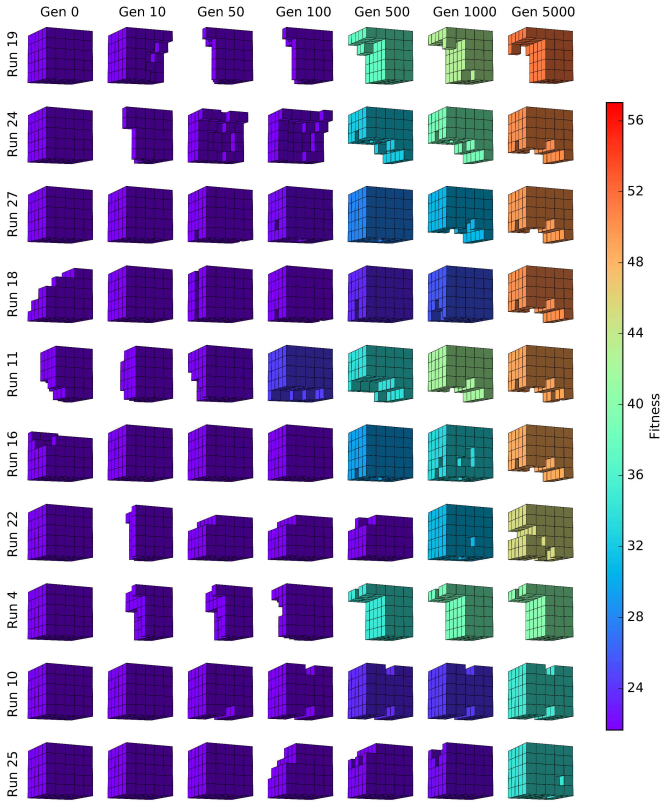 Gen 0 Gen 10 Gen 50 Gen 100 Gen 500 Gen 1000 Gen 5000
Run 19
Run 24
Run 27
Run 18
Run 11
Run 16
Run 22
Run 4
Run 10
Run 25
56
52
48
44
40
36
32
28
24
Fitness